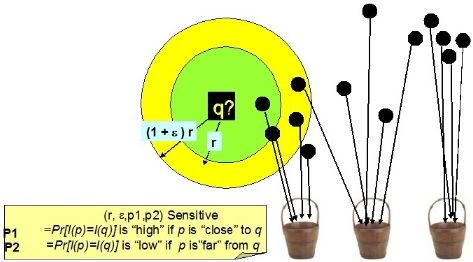 q?
(1 + ε) r
r
(r, ε,p1,p2) Sensitive
P1 =Pr[I(p)=I(q)] is “high” if p is “close” to q
P2 =Pr[I(p)=I(q)] is “low” if p is”far” from q